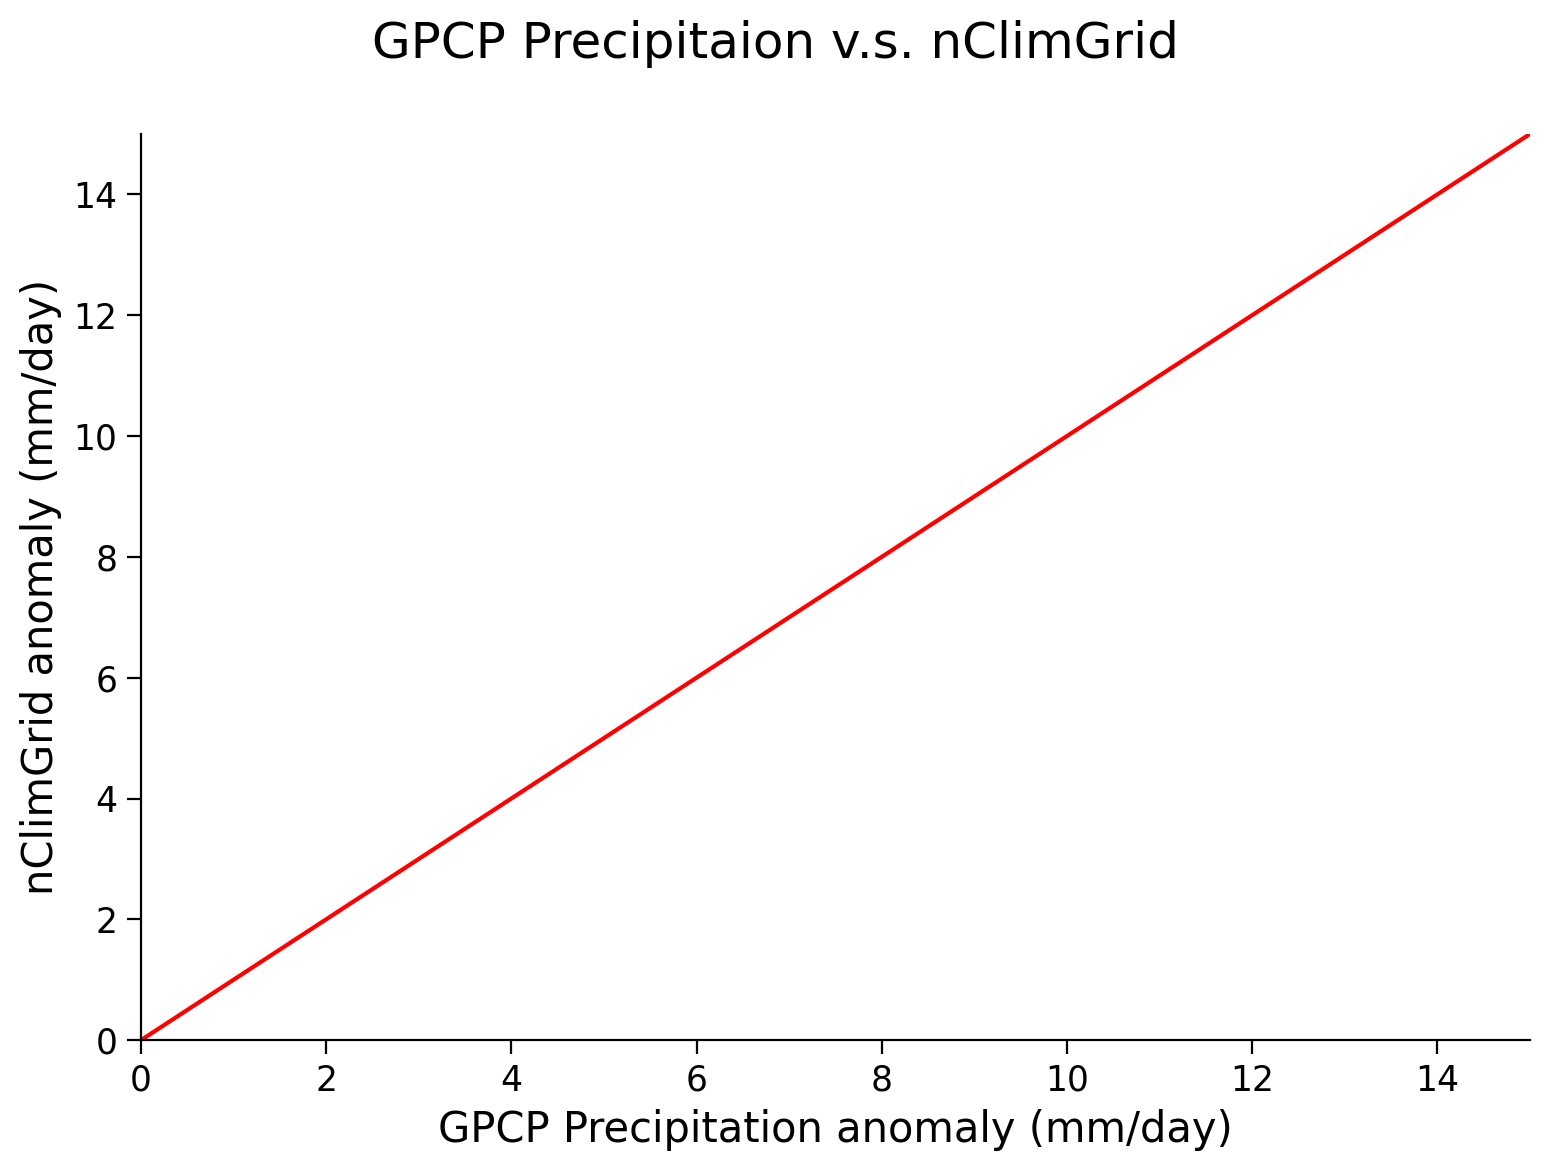 GPCP Precipitaion v.s. nClimGrid
nClimGrid anomaly (mm/day)
14
12
10
8
6
4
2
0
0 2 4 6 8 10 12 14
GPCP Precipitation anomaly (mm/day)